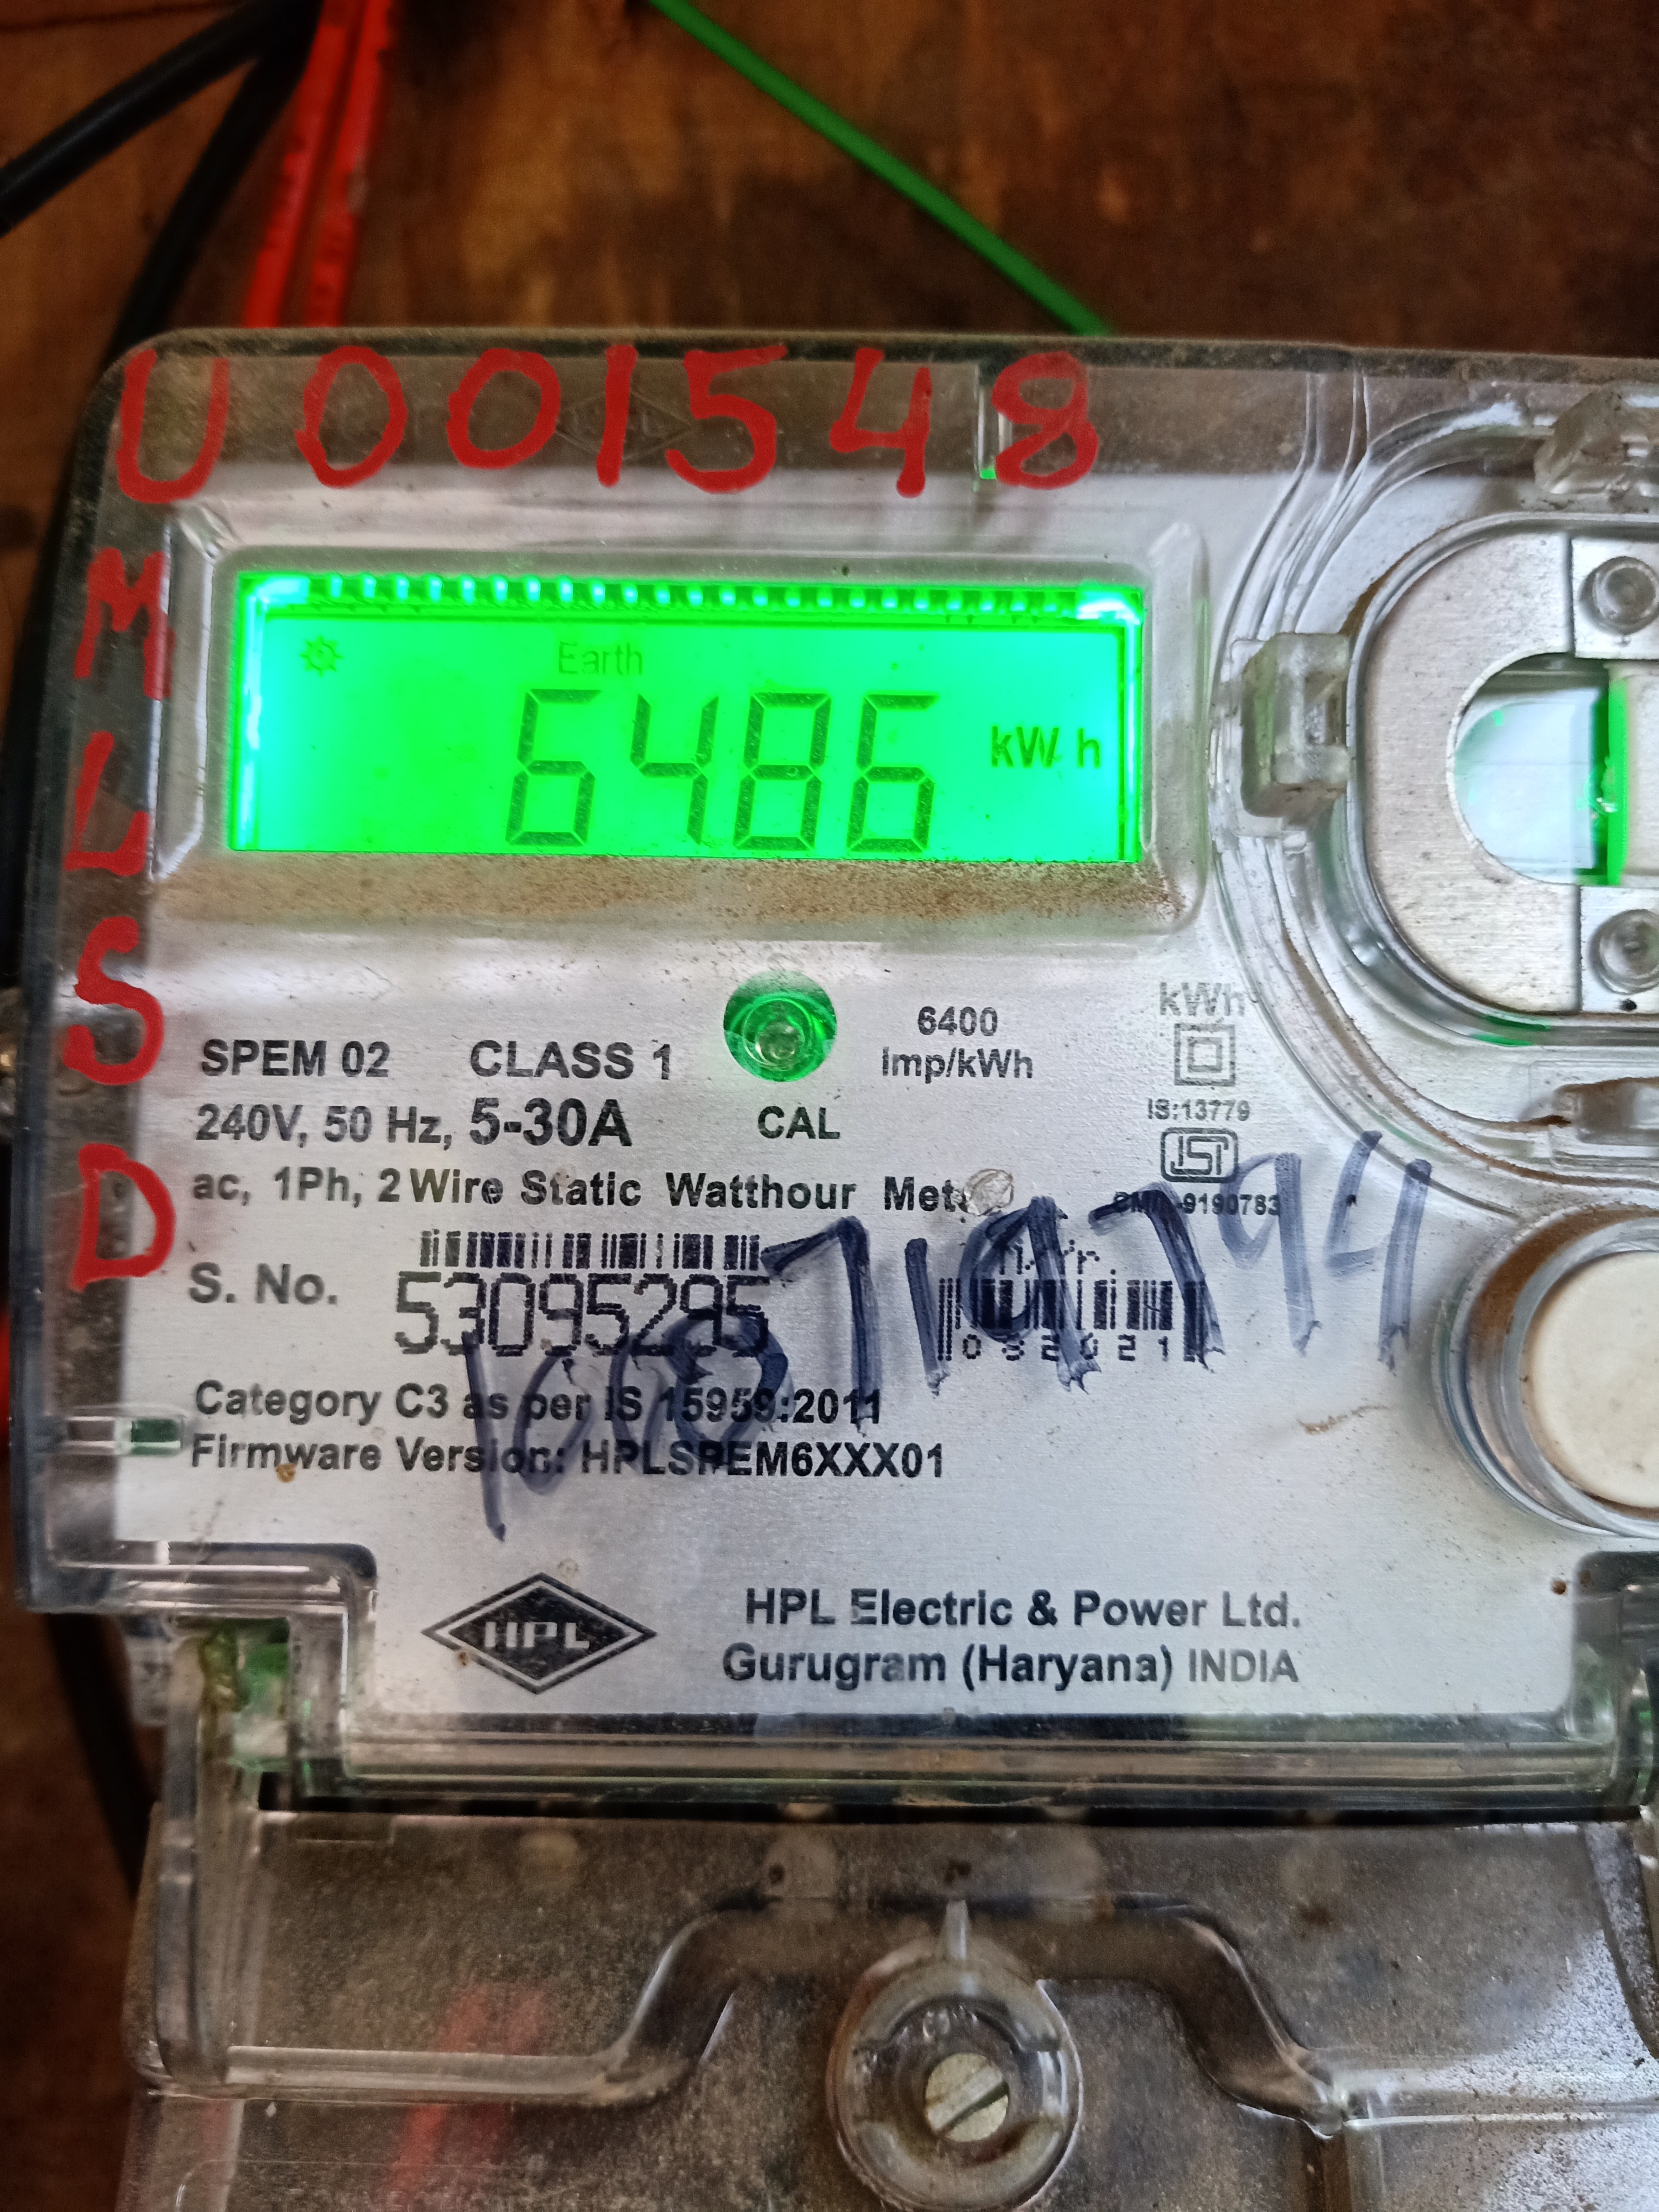 U001548
M
L
S
D
Earth
6486 kWh
6400
Imp/kWh
kWh
SPEM 02 CLASS 1
IS:13779
240V, 50 Hz, 5-30A
CAL
ISI
ac, 1Ph, 2 Wire Static Watthour
9190783
S. No. 53095295
Category C3 as per IS 15959:2011
Firmware Version: HPLSPEM6XXX01
HPL
HPL Electric & Power Ltd.
Gurugram (Haryana) INDIA